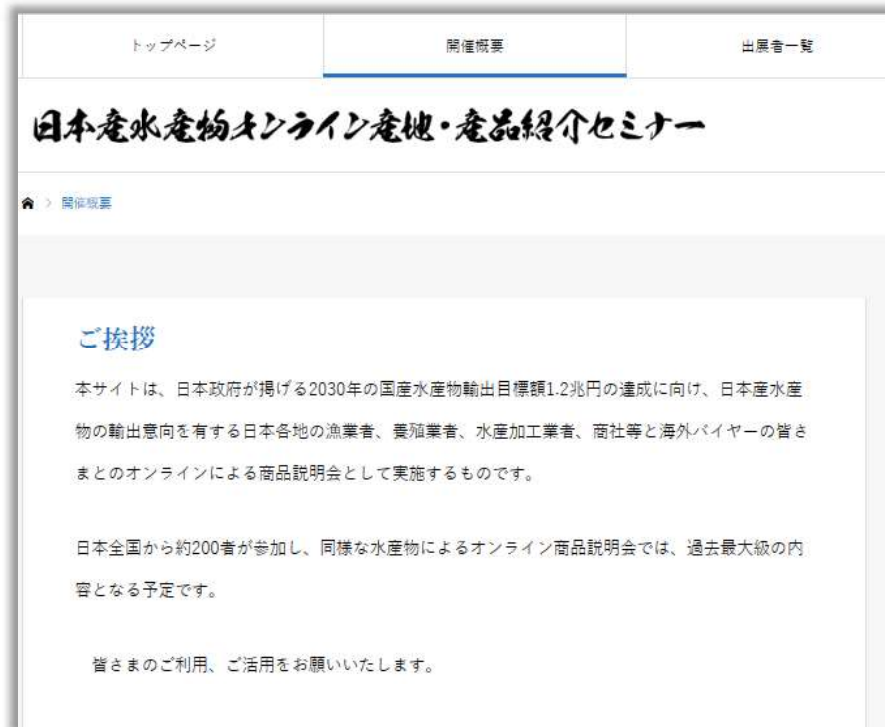 トップページ
開催概要
出展者一覧
日本産水産物オンライン産地・産品紹介セミナー
> 開催概要
ご挨拶
本サイトは、日本政府が掲げる2030年の国産水産物輸出目標額1.2兆円の達成に向け、日本産水産
物の輸出意向を有する日本各地の漁業者、養殖業者、水産加工業者、商社等と海外バイヤーの皆さ
まとのオンラインによる商品説明会として実施するものです。
日本全国から約200者が参加し、同様な水産物によるオンライン商品説明会では、過去最大級の内
容となる予定です。
皆さまのご利用、ご活用をお願いいたします。